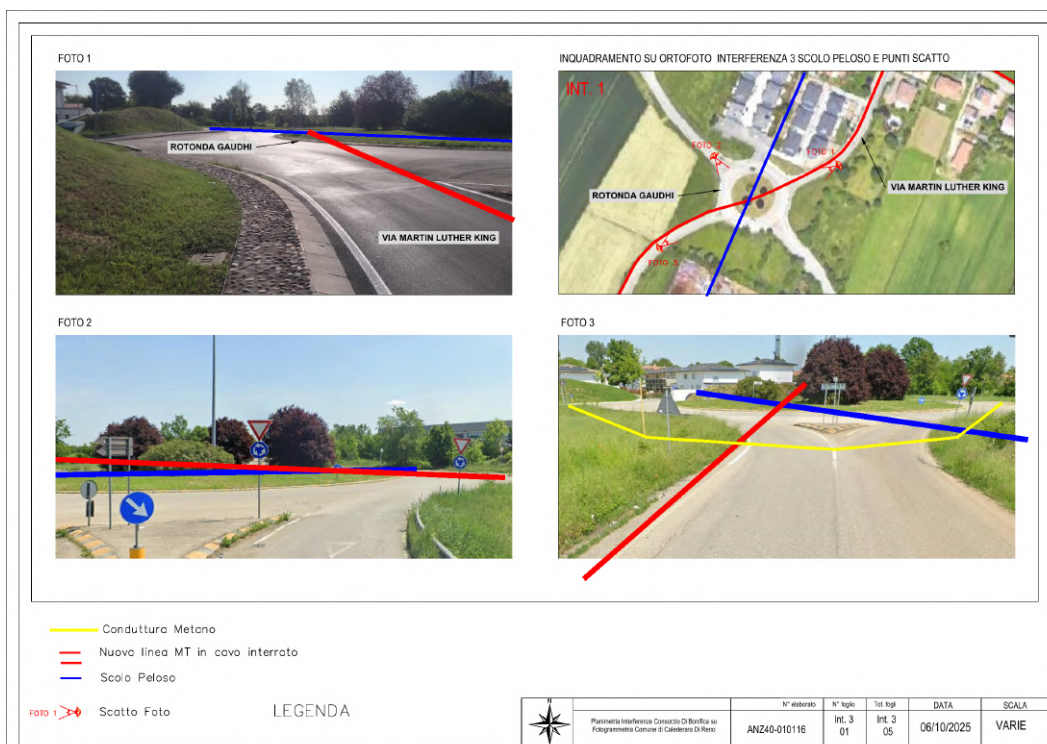 FOTO 1
ROTONDA GAUDHI
VIA MARTIN LUTHER KING
INQUADRAMENTO SU ORTOFOTO INTERFERENZA 3 SCOLO PELOSO E PUNTI SCATTO
INT. 1
FOTO 2
FOTO 1
ROTONDA GAUDHI
VIA MARTIN LUTHER KING
FOTO 3
FOTO 2
FOTO 3
Conduttura Metano
Nuova linea MT in cavo interrato
Scolo Peloso
FOTO 1 Scatto Foto
LEGENDA
Planimetria Interferenze Consorzio Di Bonifica su
Fotogrammetria Comune di Calederara Di Reno
N° elaborato
ANZ40-010116
N° foglio
Int. 3
01
Tot. fogli
Int. 3
05
DATA
06/10/2025
SCALA
VARIE